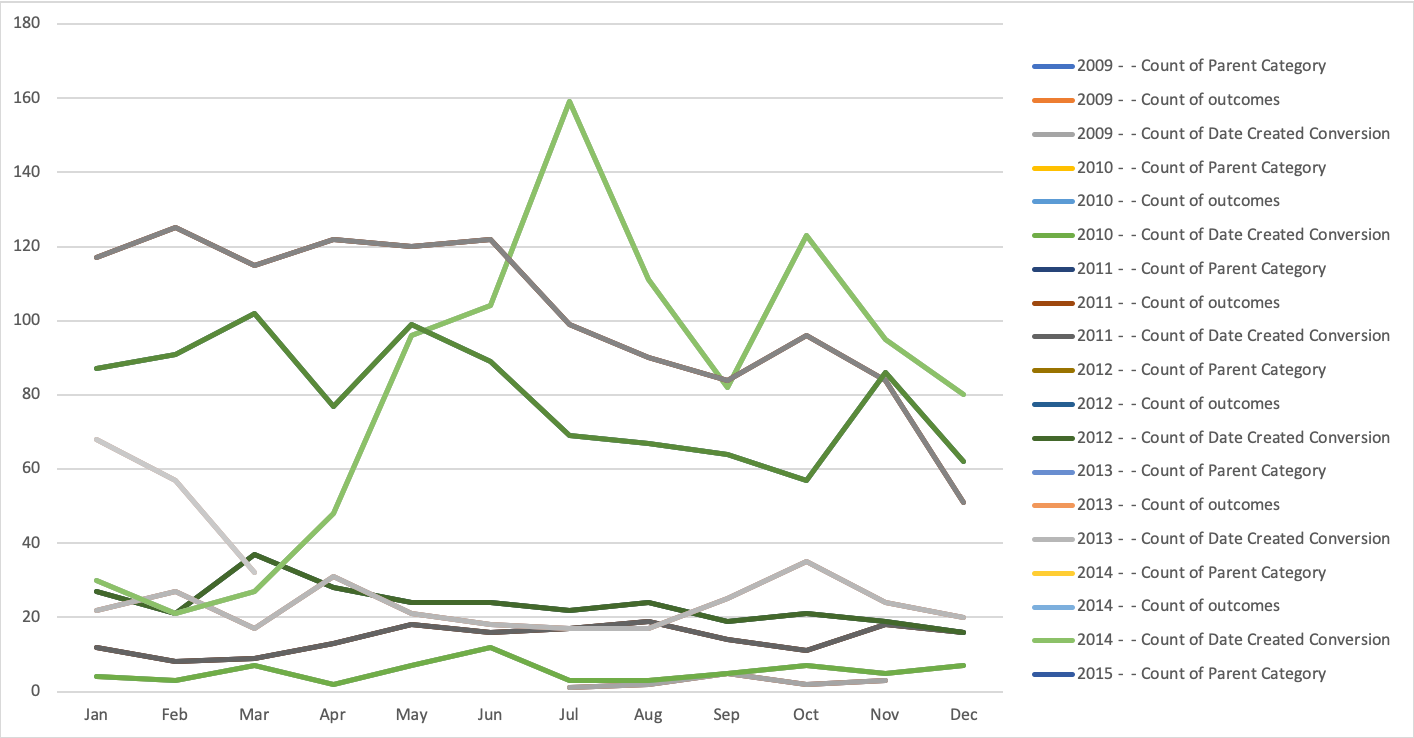 180
160
140
120
100
80
60
40
20
0
Jan Feb Mar Apr May Jun Jul Aug Sep Oct Nov Dec
2009 - - Count of Parent Category
2009 - - Count of outcomes
2009 - - Count of Date Created Conversion
2010 - - Count of Parent Category
2010 - - Count of outcomes
2010 - - Count of Date Created Conversion
2011 - - Count of Parent Category
2011 - - Count of outcomes
2011 - - Count of Date Created Conversion
2012 - - Count of Parent Category
2012 - - Count of outcomes
2012 - - Count of Date Created Conversion
2013 - - Count of Parent Category
2013 - - Count of outcomes
2013 - - Count of Date Created Conversion
2014 - - Count of Parent Category
2014 - - Count of outcomes
2014 - - Count of Date Created Conversion
2015 - - Count of Parent Category